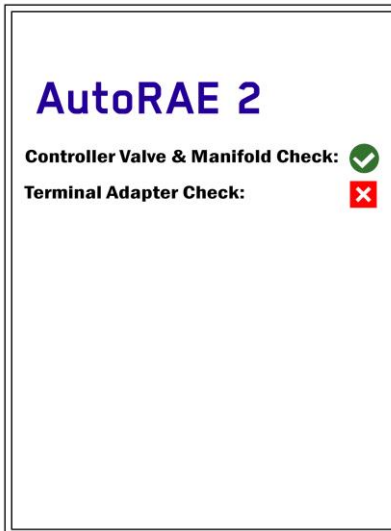 AutoRAE 2
Controller Valve & Manifold Check:
Terminal Adapter Check: